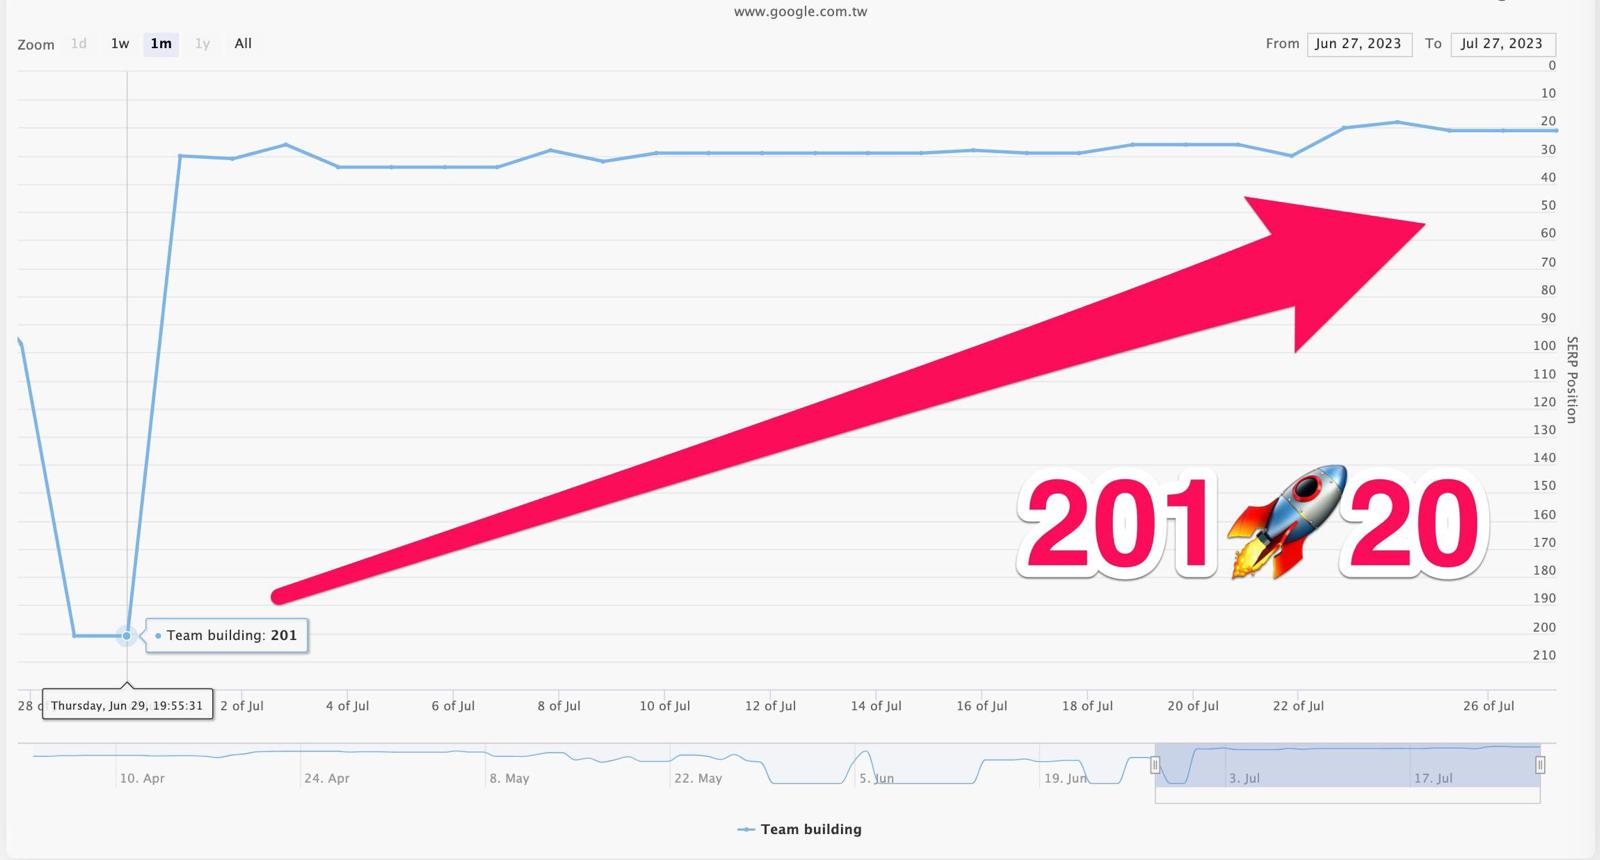 www.google.com.tw
Zoom 1d 1w 1m 1y All
From Jun 27, 2023 To Jul 27, 2023
0
10
20
30
40
50
60
70
80
90
100
110
120
130
140
150
160
170
180
190
200
210
SERP Position
201 🚀 20
Team building: 201
Thursday, Jun 29, 19:55:31
28 2 of Jul 4 of Jul 6 of Jul 8 of Jul 10 of Jul 12 of Jul 14 of Jul 16 of Jul 18 of Jul 20 of Jul 22 of Jul 26 of Jul
10. Apr 24. Apr 8. May 22. May 5. Jun 19. Jun 3. Jul 17. Jul
Team building